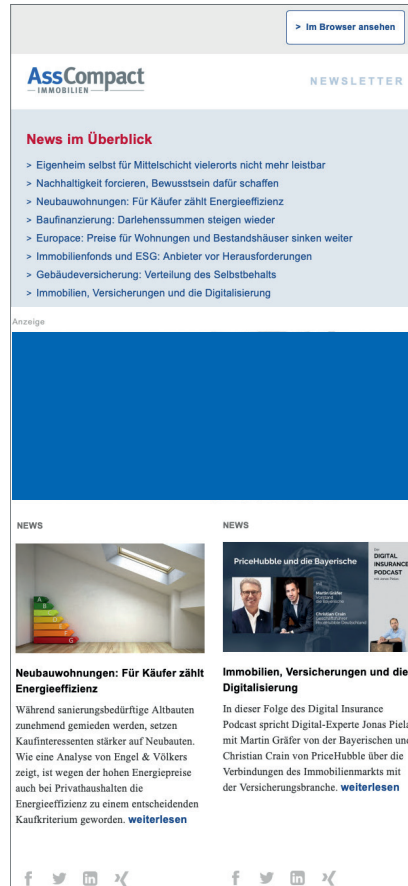 > Im Browser ansehen
AssCompact
IMMOBILIEN
NEWSLETTER
News im Überblick
> Eigenheim selbst für Mittelschicht vielerorts nicht mehr leistbar
> Nachhaltigkeit forcieren, Bewusstsein dafür schaffen
> Neubauwohnungen: Für Käufer zählt Energieeffizienz
> Baufinanzierung: Darlehenssummen steigen wieder
> Europace: Preise für Wohnungen und Bestandshäuser sinken weiter
> Immobilienfonds und ESG: Anbieter vor Herausforderungen
> Gebäudeversicherung: Verteilung des Selbstbehalts
> Immobilien, Versicherungen und die Digitalisierung
Anzeige
NEWS
A
B
G
Neubauwohnungen: Für Käufer zählt
Energieeffizienz
Während sanierungsbedürftige Altbauten
zunehmend gemieden werden, setzen
Kaufinteressenten stärker auf Neubauten.
Wie eine Analyse von Engel & Völkers
zeigt, ist wegen der hohen Energiepreise
auch bei Privathaushalten die
Energieeffizienz zu einem entscheidenden
Kaufkriterium geworden. weiterlesen
NEWS
PriceHubble und die Bayerische
Martin Gräfer
Christian Crain
DIGITAL
INSURANCE
PODCAST
Immobilien, Versicherungen und die
Digitalisierung
In dieser Folge des Digital Insurance
Podcast spricht Digital-Experte Jonas Piela
mit Martin Gräfer von der Bayerischen und
Christian Crain von PriceHubble über die
Verbindungen des Immobilienmarkts mit
der Versicherungsbranche. weiterlesen